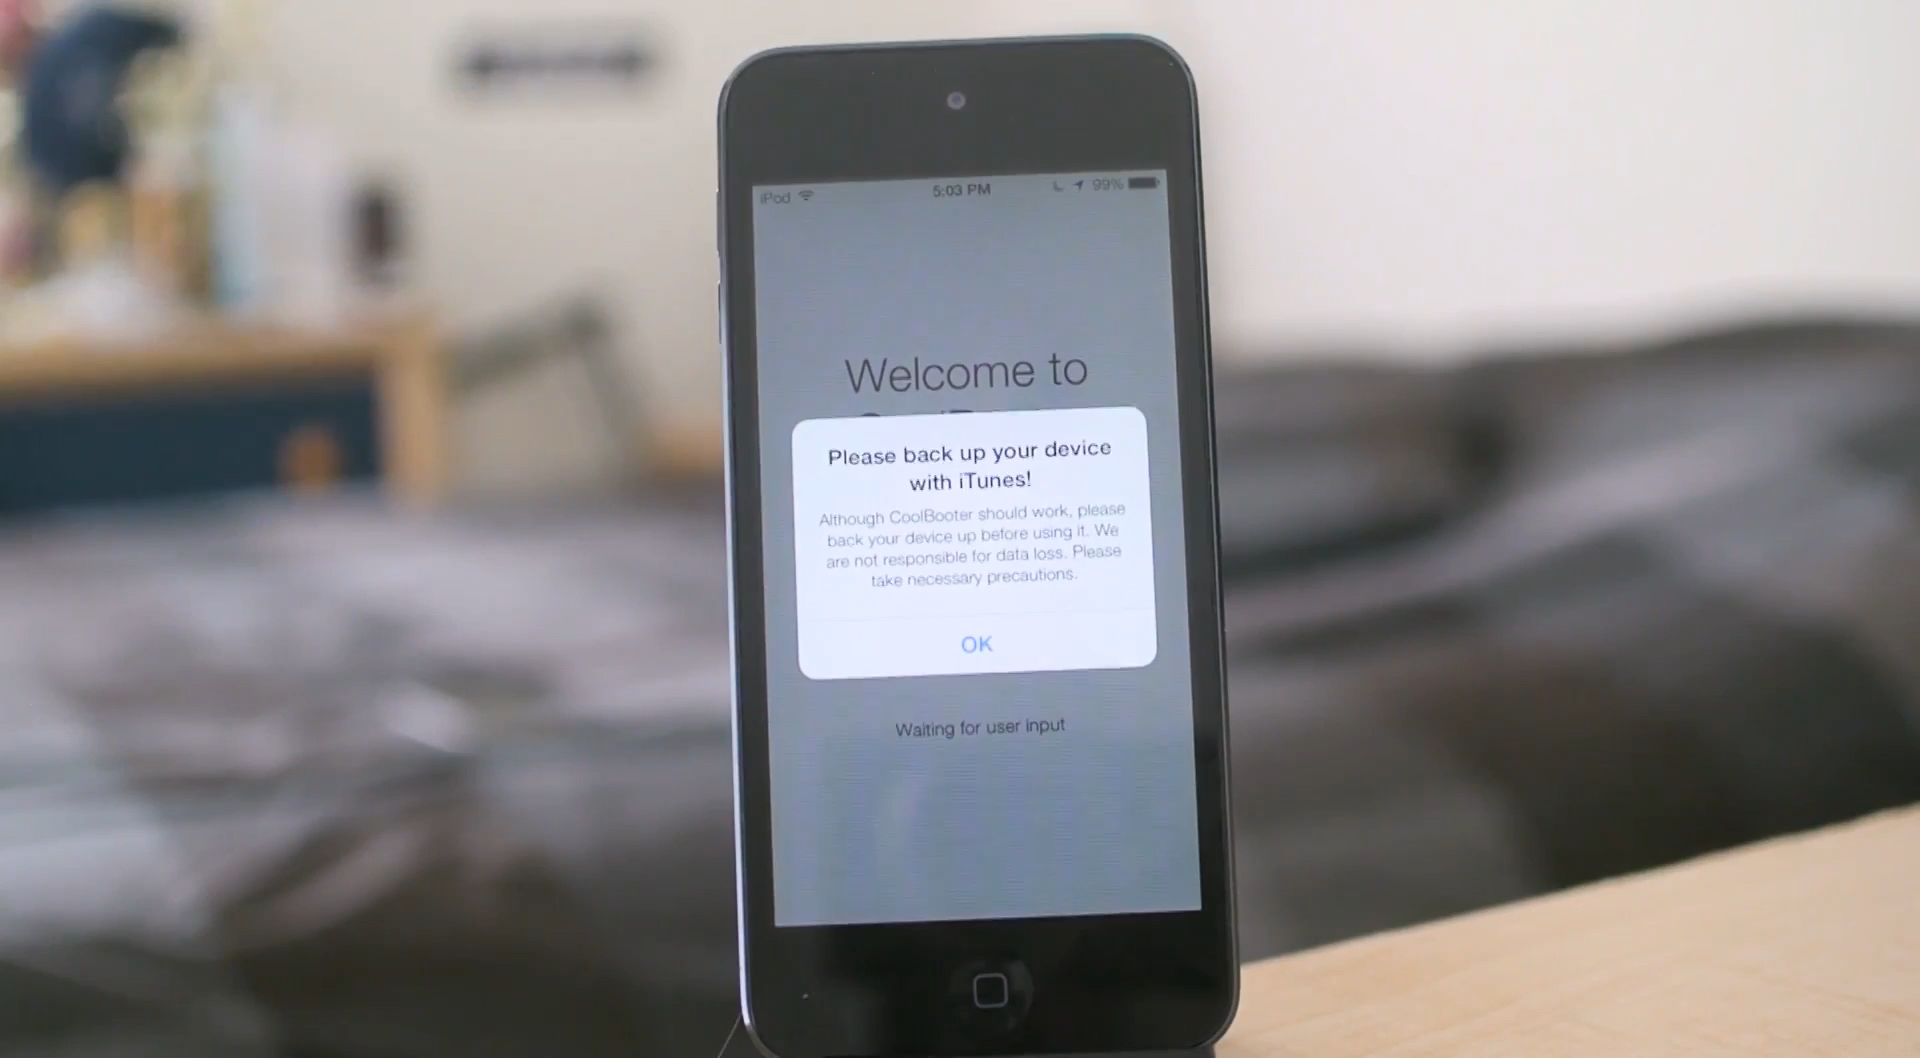 iPod
5:03 PM
99%
Welcome to
Please back up your device
with iTunes!
Although CoolBooter should work, please
back your device up before using it. We
are not responsible for data loss. Please
take necessary precautions.
OK
Waiting for user input